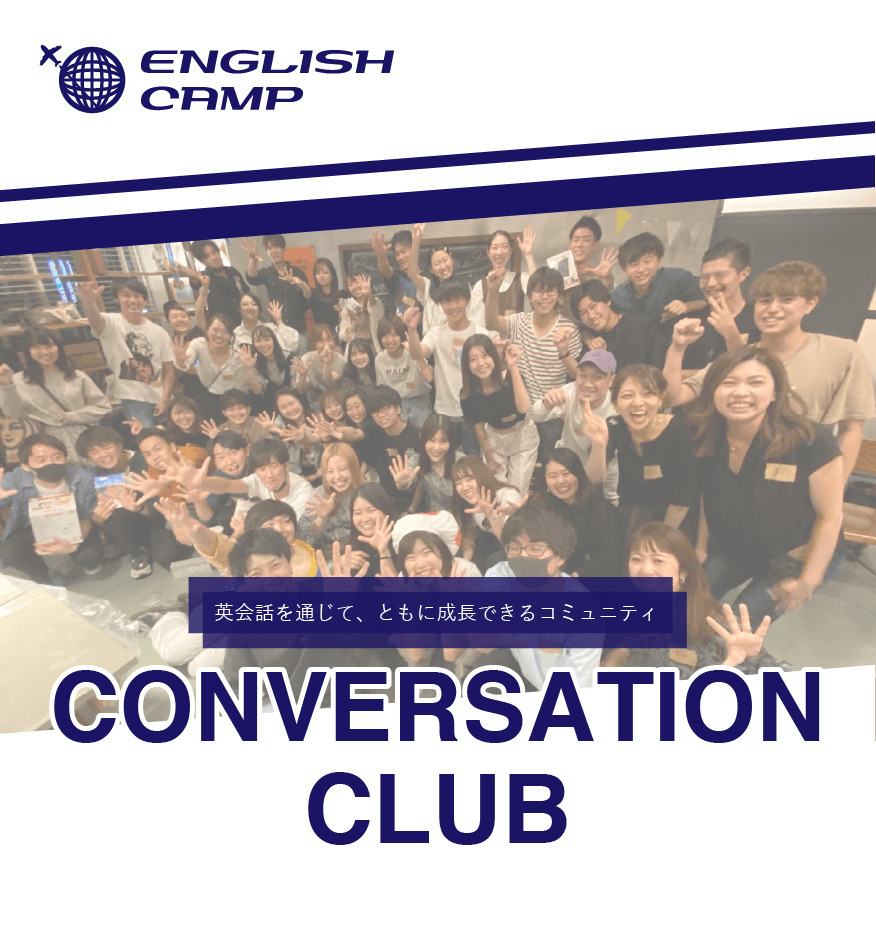 ENGLISH
CAMP
英会話を通じて、ともに成長できるコミュニティ
CONVERSATION
CLUB